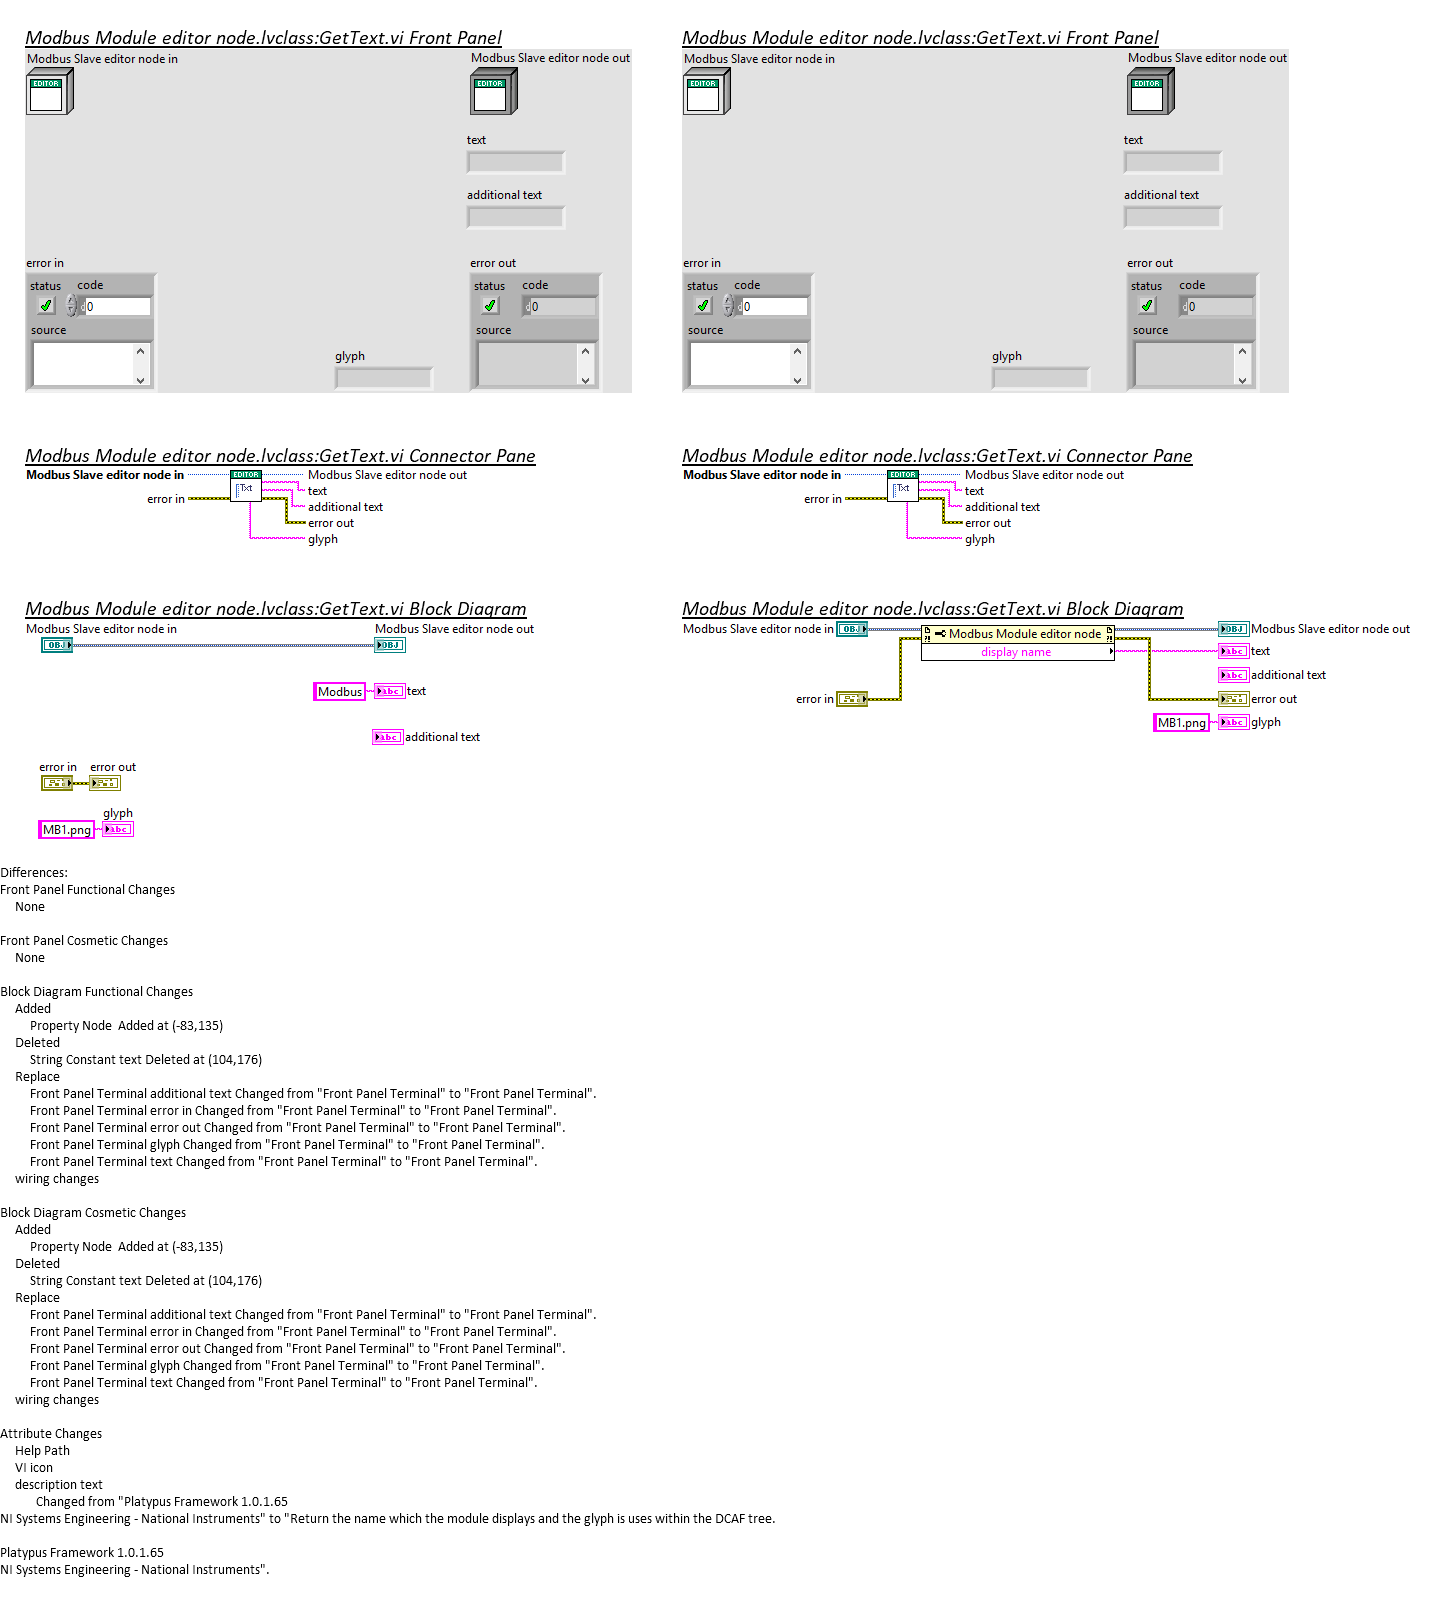 Modbus Module editor node.lvclass:GetText.vi Front Panel
Modbus Slave editor node in
Modbus Slave editor node out
EDITOR
EDITOR
text
additional text
error in
error out
status code
0
source
status code
0
source
glyph
Modbus Module editor node.lvclass:GetText.vi Front Panel
Modbus Slave editor node in
Modbus Slave editor node out
EDITOR
EDITOR
text
additional text
error in
error out
status code
0
source
status code
0
source
glyph
Modbus Module editor node.lvclass:GetText.vi Connector Pane
Modbus Slave editor node in
EDITOR
Txt
Modbus Slave editor node out
error in
text
additional text
error out
glyph
Modbus Module editor node.lvclass:GetText.vi Connector Pane
Modbus Slave editor node in
EDITOR
Txt
Modbus Slave editor node out
error in
text
additional text
error out
glyph
Modbus Module editor node.lvclass:GetText.vi Block Diagram
Modbus Slave editor node in
Modbus Slave editor node out
OBJ
OBJ
Modbus
abc
text
abc
additional text
error in
error out
glyph
MB1.png
abc
Modbus Module editor node.lvclass:GetText.vi Block Diagram
Modbus Slave editor node in
OBJ
Modbus Module editor node
display name
OBJ
Modbus Slave editor node out
abc
text
abc
additional text
error in
error out
MB1.png
abc
glyph
Differences:
Front Panel Functional Changes
None
Front Panel Cosmetic Changes
None
Block Diagram Functional Changes
Added
Property Node  Added at (-83,135)
Deleted
String Constant text Deleted at (104,176)
Replace
Front Panel Terminal additional text Changed from "Front Panel Terminal" to "Front Panel Terminal".
Front Panel Terminal error in Changed from "Front Panel Terminal" to "Front Panel Terminal".
Front Panel Terminal error out Changed from "Front Panel Terminal" to "Front Panel Terminal".
Front Panel Terminal glyph Changed from "Front Panel Terminal" to "Front Panel Terminal".
Front Panel Terminal text Changed from "Front Panel Terminal" to "Front Panel Terminal".
wiring changes
Block Diagram Cosmetic Changes
Added
Property Node  Added at (-83,135)
Deleted
String Constant text Deleted at (104,176)
Replace
Front Panel Terminal additional text Changed from "Front Panel Terminal" to "Front Panel Terminal".
Front Panel Terminal error in Changed from "Front Panel Terminal" to "Front Panel Terminal".
Front Panel Terminal error out Changed from "Front Panel Terminal" to "Front Panel Terminal".
Front Panel Terminal glyph Changed from "Front Panel Terminal" to "Front Panel Terminal".
Front Panel Terminal text Changed from "Front Panel Terminal" to "Front Panel Terminal".
wiring changes
Attribute Changes
Help Path
VI icon
description text
Changed from "Platypus Framework 1.0.1.65
NI Systems Engineering - National Instruments" to "Return the name which the module displays and the glyph is uses within the DCAF tree.
Platypus Framework 1.0.1.65
NI Systems Engineering - National Instruments".